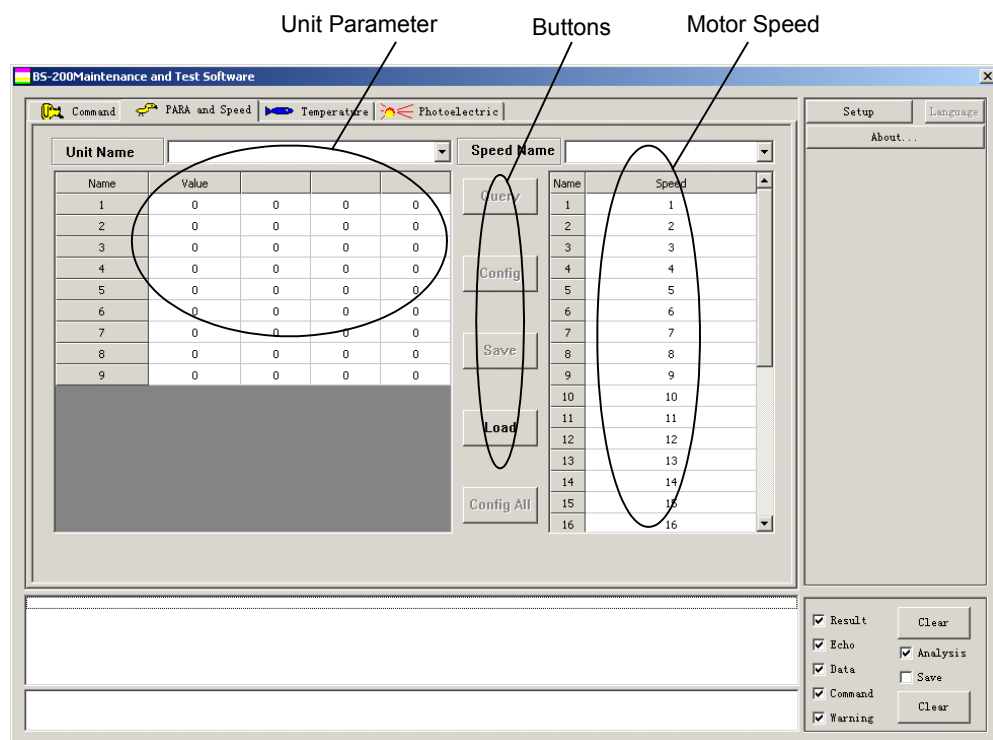 Unit Parameter Buttons Motor Speed
BS-200Maintenance and Test Software
Command PARA and Speed Temperature Photoelectric
Setup Language
About...
Unit Name Speed Name
Name Value
1 0 0 0 0
2 0 0 0 0
3 0 0 0 0
4 0 0 0 0
5 0 0 0 0
6 0 0 0 0
7 0 0 0 0
8 0 0 0 0
9 0 0 0 0
Query
Config
Save
Load
Config All
Name Speed
1 1
2 2
3 3
4 4
5 5
6 6
7 7
8 8
9 9
10 10
11 11
12 12
13 13
14 14
15 15
16 16
Result Clear
Echo Analysis
Data Save
Command Clear
Warning